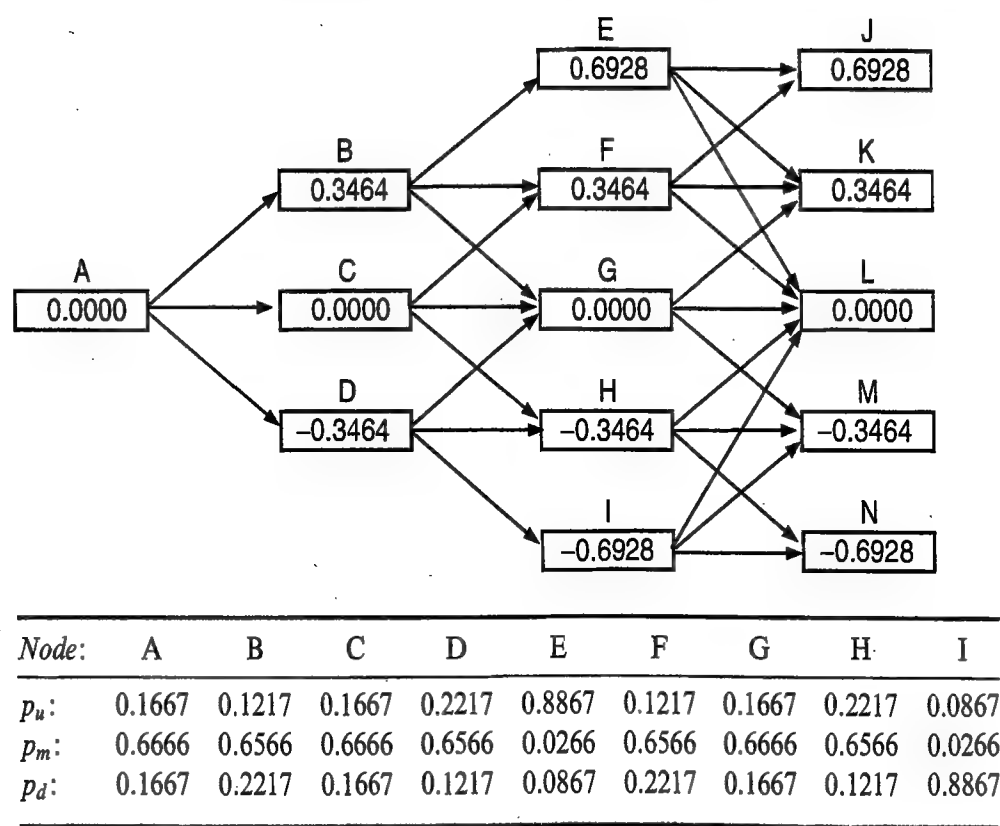 E J
0.6928 0.6928
B F K
0.3464 0.3464 0.3464
A C G L
0.0000 0.0000 0.0000 0.0000
D H M
−0.3464 −0.3464 −0.3464
I N
−0.6928 −0.6928
Node: A B C D E F G H I
pu: 0.1667 0.1217 0.1667 0.2217 0.8867 0.1217 0.1667 0.2217 0.0867
pm: 0.6666 0.6566 0.6666 0.6566 0.0266 0.6566 0.6666 0.6566 0.0266
pd: 0.1667 0.2217 0.1667 0.1217 0.0867 0.2217 0.1667 0.1217 0.8867